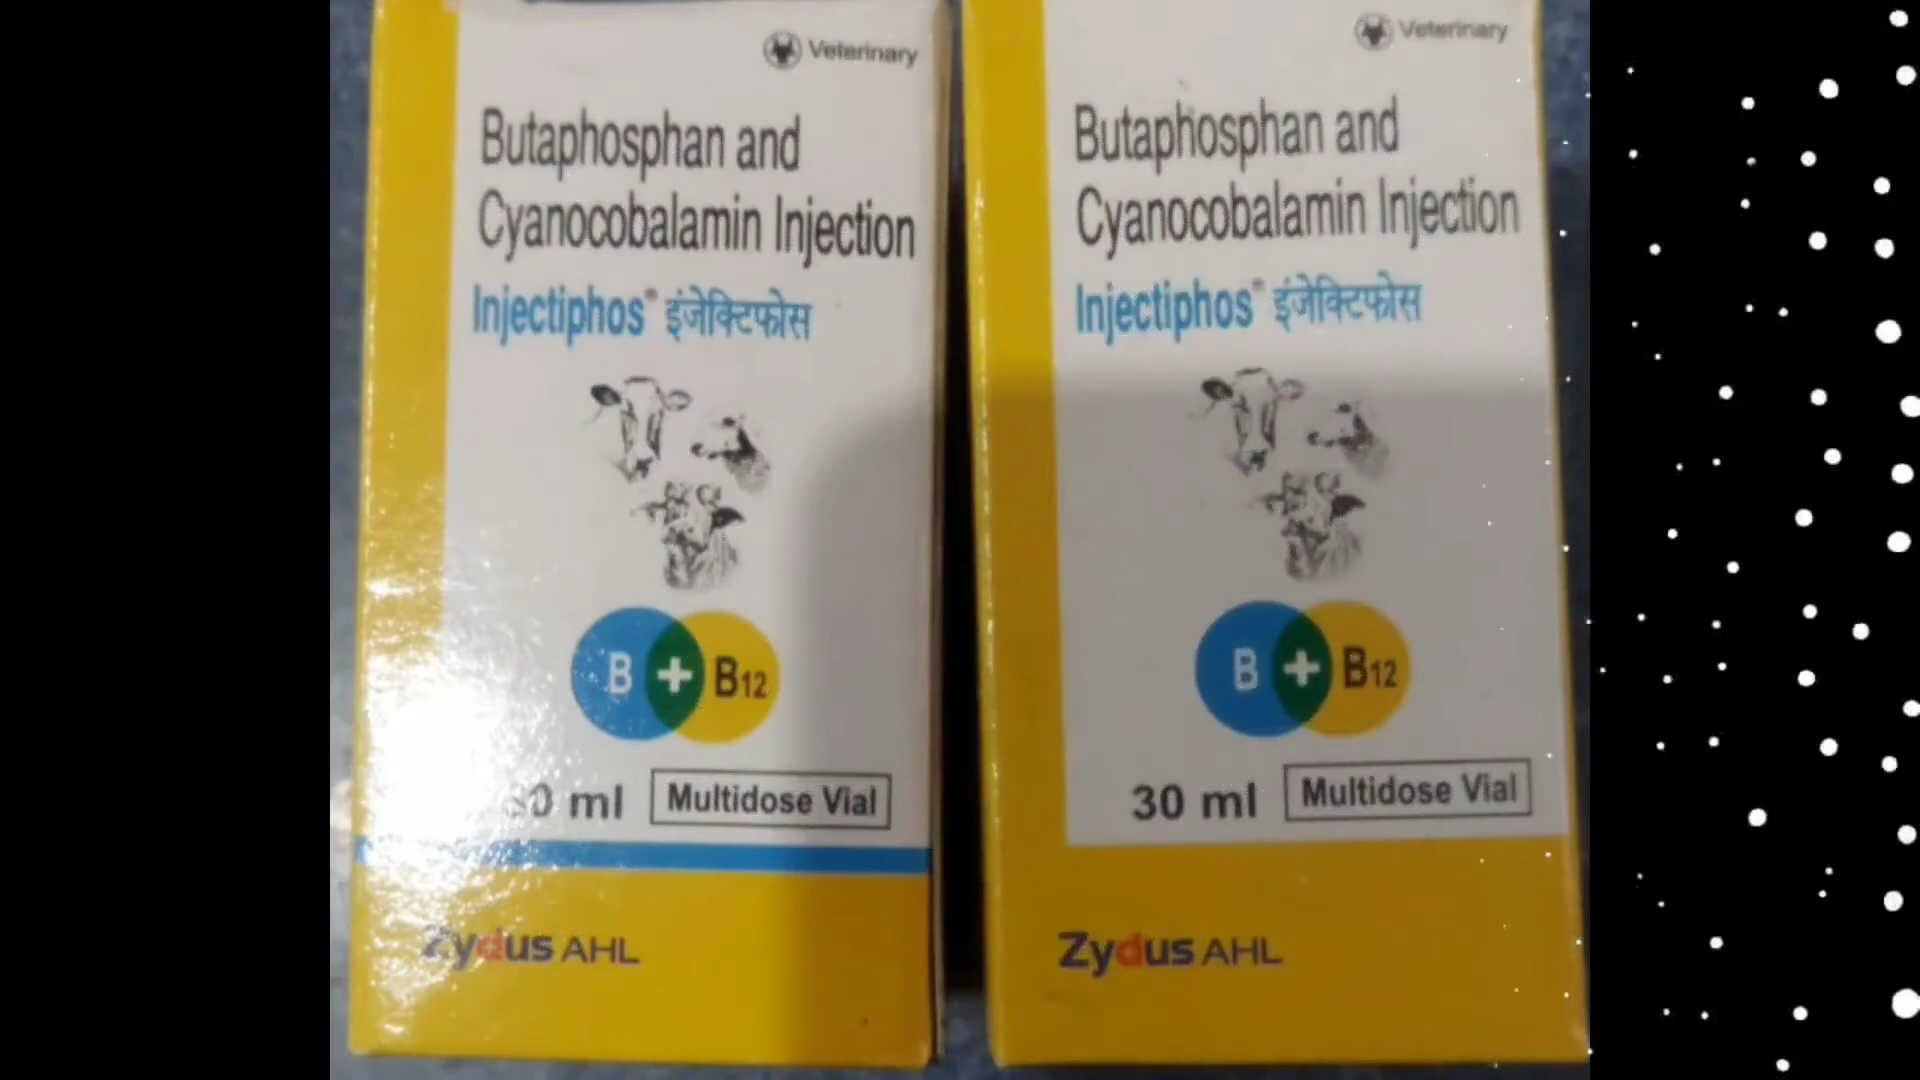 Veterinary
Butaphosphan and
Cyanocobalamin Injection
Injectiphos® इंजेक्टिफोस
B + B12
ml Multidose Vial
Zydus AHL
Veterinary
Butaphosphan and
Cyanocobalamin Injection
Injectiphos® इंजेक्टिफोस
B + B12
30 ml Multidose Vial
Zydus AHL